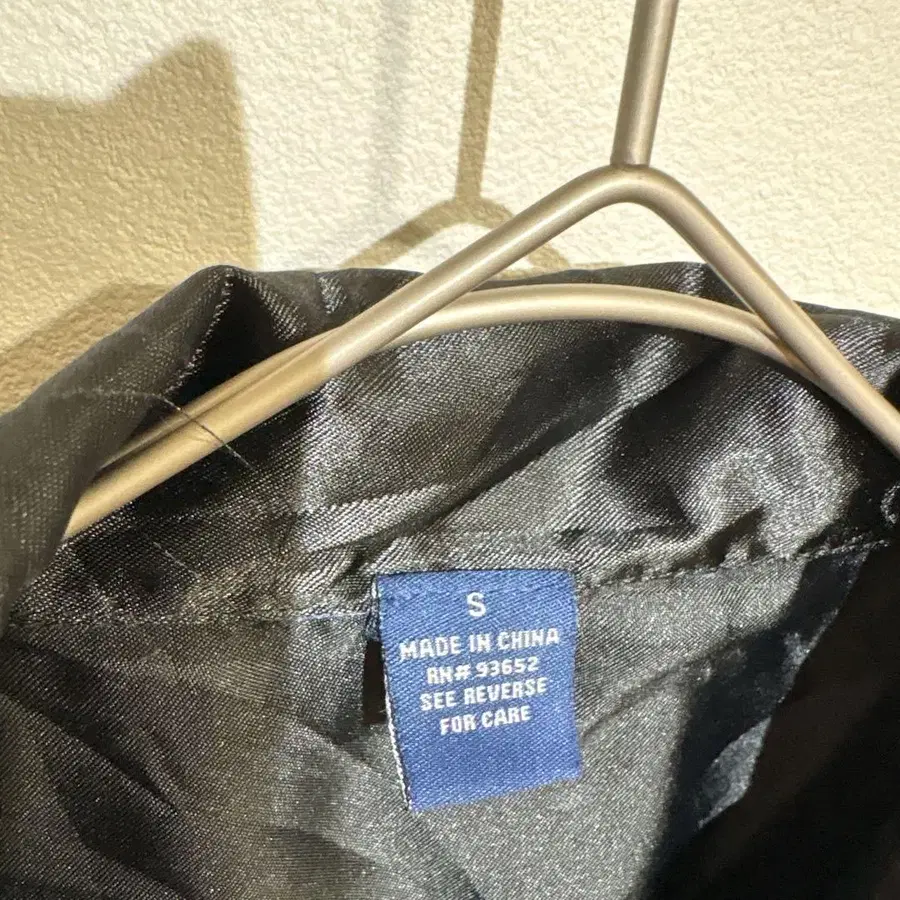 S
MADE IN CHINA
RN# 93652
SEE REVERSE
FOR CARE